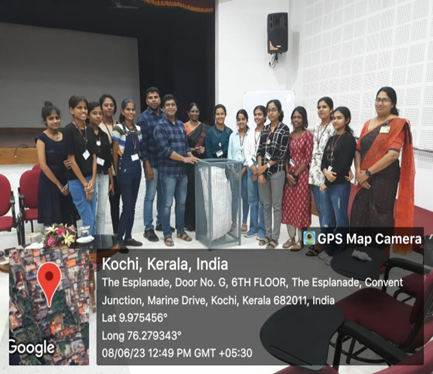 GPS Map Camera
Kochi, Kerala, India
The Esplanade, Door No. G, 6TH FLOOR, The Esplanade, Convent
Junction, Marine Drive, Kochi, Kerala 682011, India
Lat 9.975456°
Long 76.279343°
08/06/23 12:49 PM GMT +05:30
Google